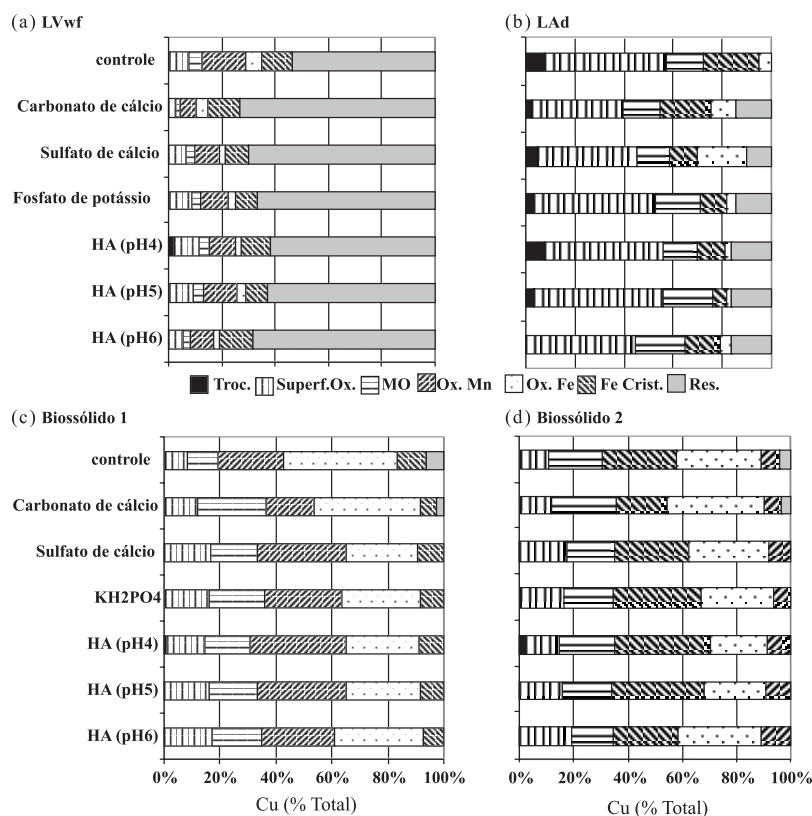 (a) LVwf
(b) LAd
controle
Carbonato de cálcio
Sulfato de cálcio
Fosfato de potássio
HA (pH4)
HA (pH5)
HA (pH6)
Troc. Superf.Ox. MO Ox. Mn Ox. Fe Fe Crist. Res.
(c) Biossólido 1
(d) Biossólido 2
controle
Carbonato de cálcio
Sulfato de cálcio
KH2PO4
HA (pH4)
HA (pH5)
HA (pH6)
0% 20% 40% 60% 80% 100%
0% 20% 40% 60% 80% 100%
Cu (% Total)
Cu (% Total)